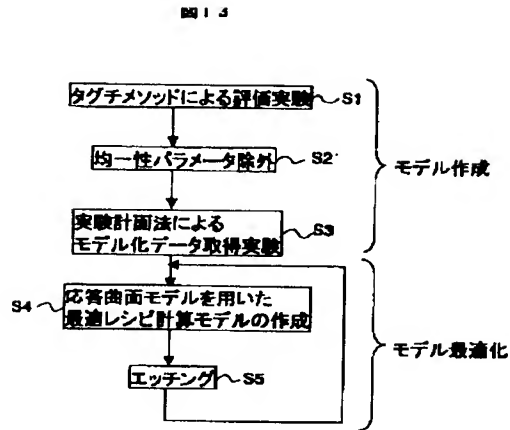 図13
タグチメソッドによる評価実験 S1
均一性パラメータ除外 S2
モデル作成
実験計画法による
モデル化データ取得実験 S3
S4 応答曲面モデルを用いた
最適レシピ計算モデルの作成
モデル最適化
エッチング S5